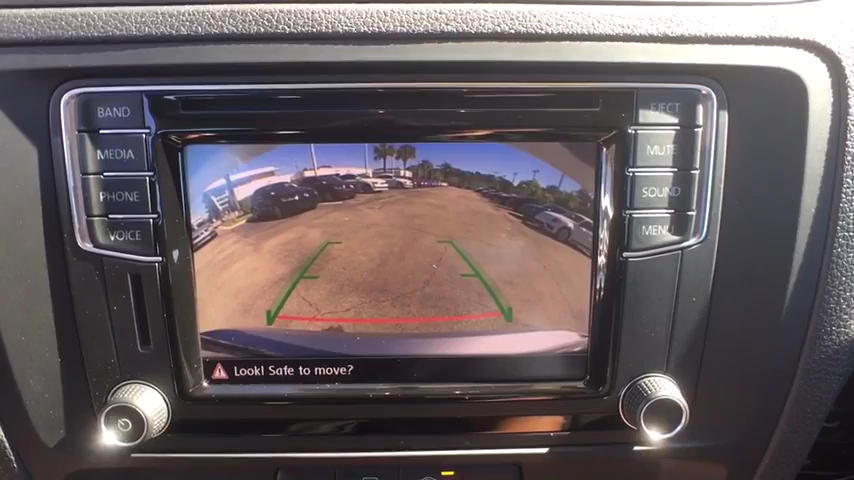 BAND
MEDIA
PHONE
VOICE
EJECT
MUTE
SOUND
MENU
Look! Safe to move?